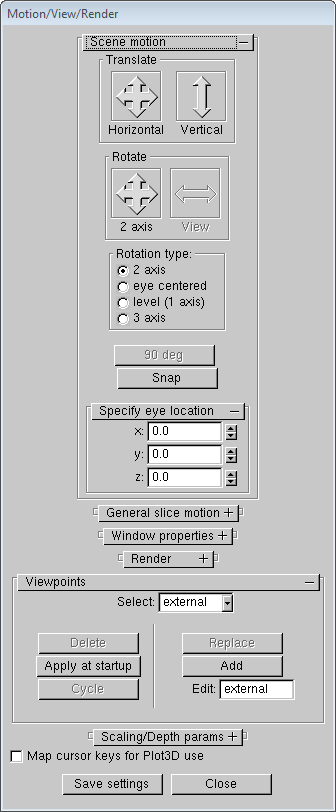 Motion/View/Render
Scene motion
Translate
Horizontal Vertical
Rotate
2 axis View
Rotation type:
2 axis
eye centered
level (1 axis)
3 axis
90 deg
Snap
Specify eye location
x: 0.0
y: 0.0
z: 0.0
General slice motion +
Window properties +
Render +
Viewpoints
Select: external
Delete Replace
Apply at startup Add
Cycle Edit: external
Scaling/Depth params +
Map cursor keys for Plot3D use
Save settings Close